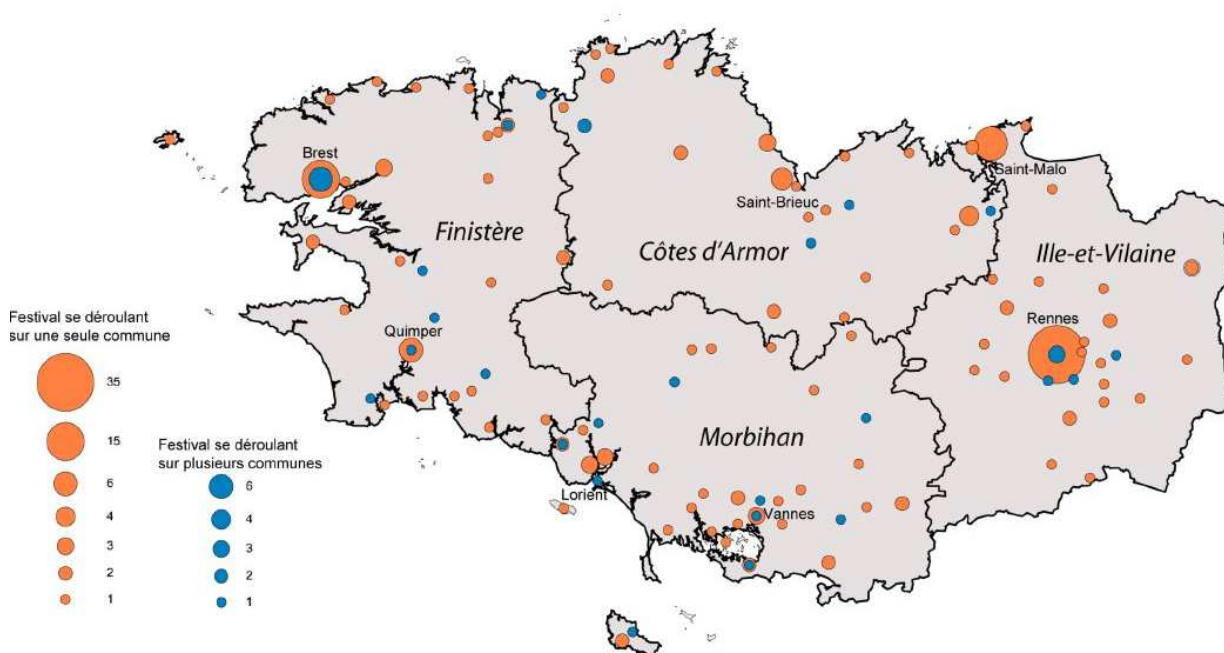 Brest
Saint-Malo
Saint-Brieuc
Finistère
Côtes d'Armor
Ille-et-Vilaine
Rennes
Quimper
Morbihan
Lorient
Vannes
Festival se déroulant
sur une seule commune
35
15
6
4
3
2
1
Festival se déroulant
sur plusieurs communes
6
4
3
2
1